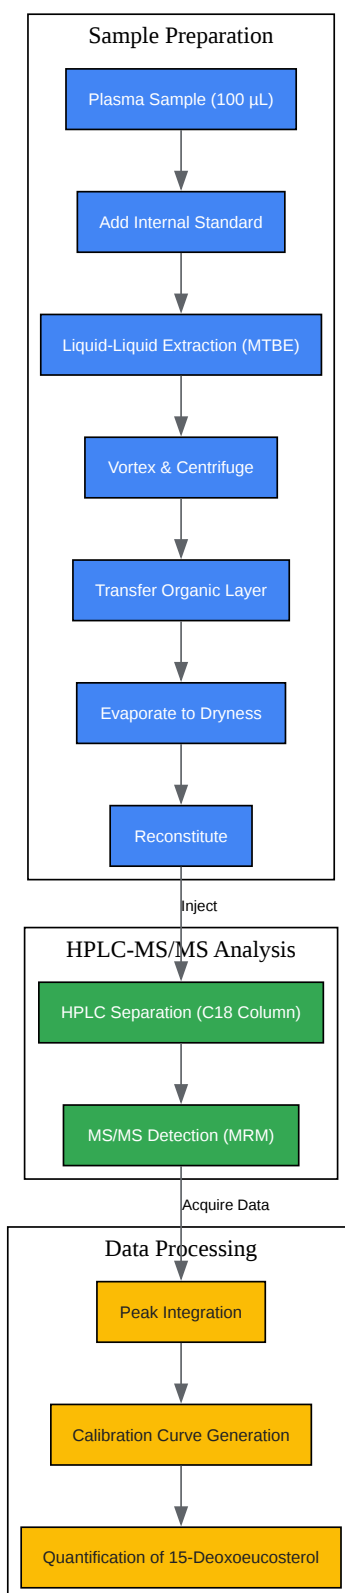 Sample Preparation
Plasma Sample (100 µL)
Add Internal Standard
Liquid-Liquid Extraction (MTBE)
Vortex & Centrifuge
Transfer Organic Layer
Evaporate to Dryness
Reconstitute
Inject
HPLC-MS/MS Analysis
HPLC Separation (C18 Column)
MS/MS Detection (MRM)
Acquire Data
Data Processing
Peak Integration
Calibration Curve Generation
Quantification of 15-Deoxoeucosterol